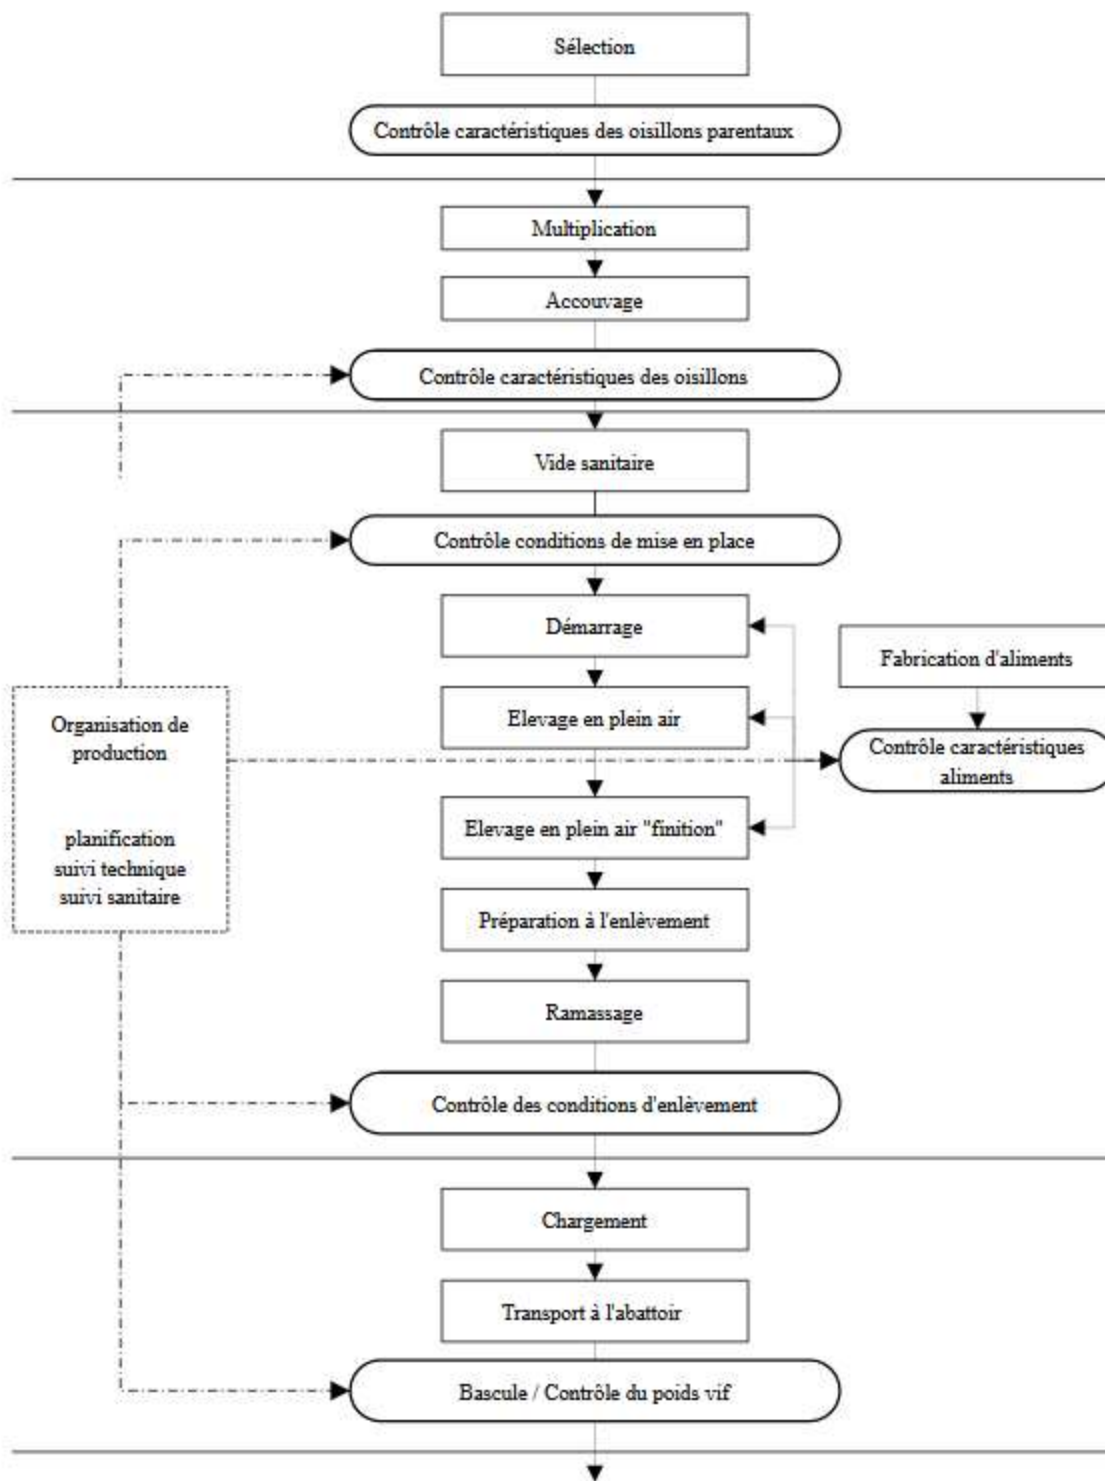 Sélection
Contrôle caractéristiques des oisillons parentaux
Multiplication
Accouvage
Contrôle caractéristiques des oisillons
Vide sanitaire
Contrôle conditions de mise en place
Démarrage
Fabrication d'aliments
Elevage en plein air
Organisation de
production
Contrôle caractéristiques
aliments
Elevage en plein air "finition"
planification
suivi technique
suivi sanitaire
Préparation à l'enlèvement
Ramassage
Contrôle des conditions d'enlèvement
Chargement
Transport à l'abattoir
Bascule / Contrôle du poids vif